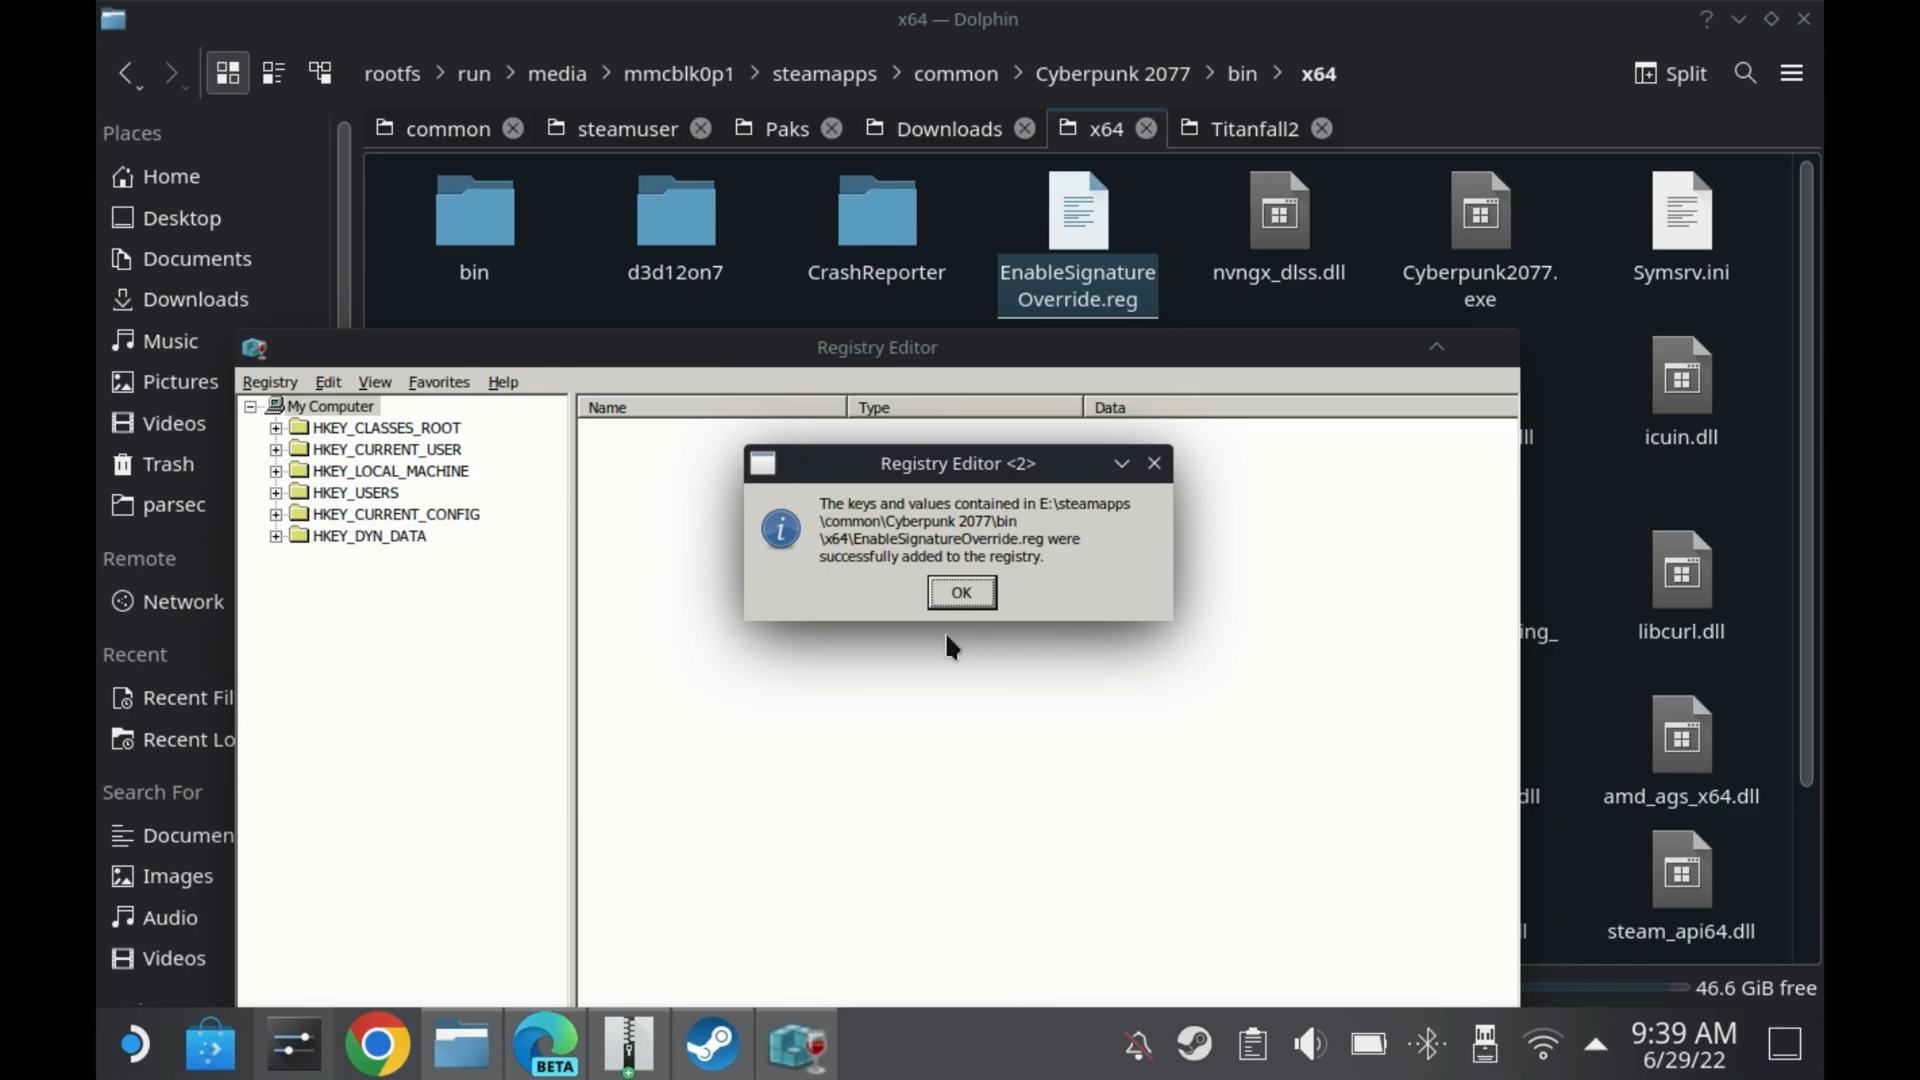 x64 — Dolphin
rootfs > run > media > mmcblk0p1 > steamapps > common > Cyberpunk 2077 > bin > x64
Split
common
steamuser
Paks
Downloads
x64
Titanfall2
Places
Home
Desktop
Documents
Downloads
Music
Pictures
Videos
Trash
parsec
Remote
Network
Recent
Recent Fil
Recent Lo
Search For
Documen
Images
Audio
Videos
bin
d3d12on7
CrashReporter
EnableSignature
Override.reg
nvngx_dlss.dll
Cyberpunk2077.
exe
Symsrv.ini
ll
icuin.dll
ing_
libcurl.dll
dll
amd_ags_x64.dll
l
steam_api64.dll
46.6 GiB free
Registry Editor
Registry Edit View Favorites Help
My Computer
HKEY_CLASSES_ROOT
HKEY_CURRENT_USER
HKEY_LOCAL_MACHINE
HKEY_USERS
HKEY_CURRENT_CONFIG
HKEY_DYN_DATA
Name Type Data
Registry Editor <2>
The keys and values contained in E:\steamapps
\common\Cyberpunk 2077\bin
\x64\EnableSignatureOverride.reg were
successfully added to the registry.
OK
BETA
9:39 AM
6/29/22